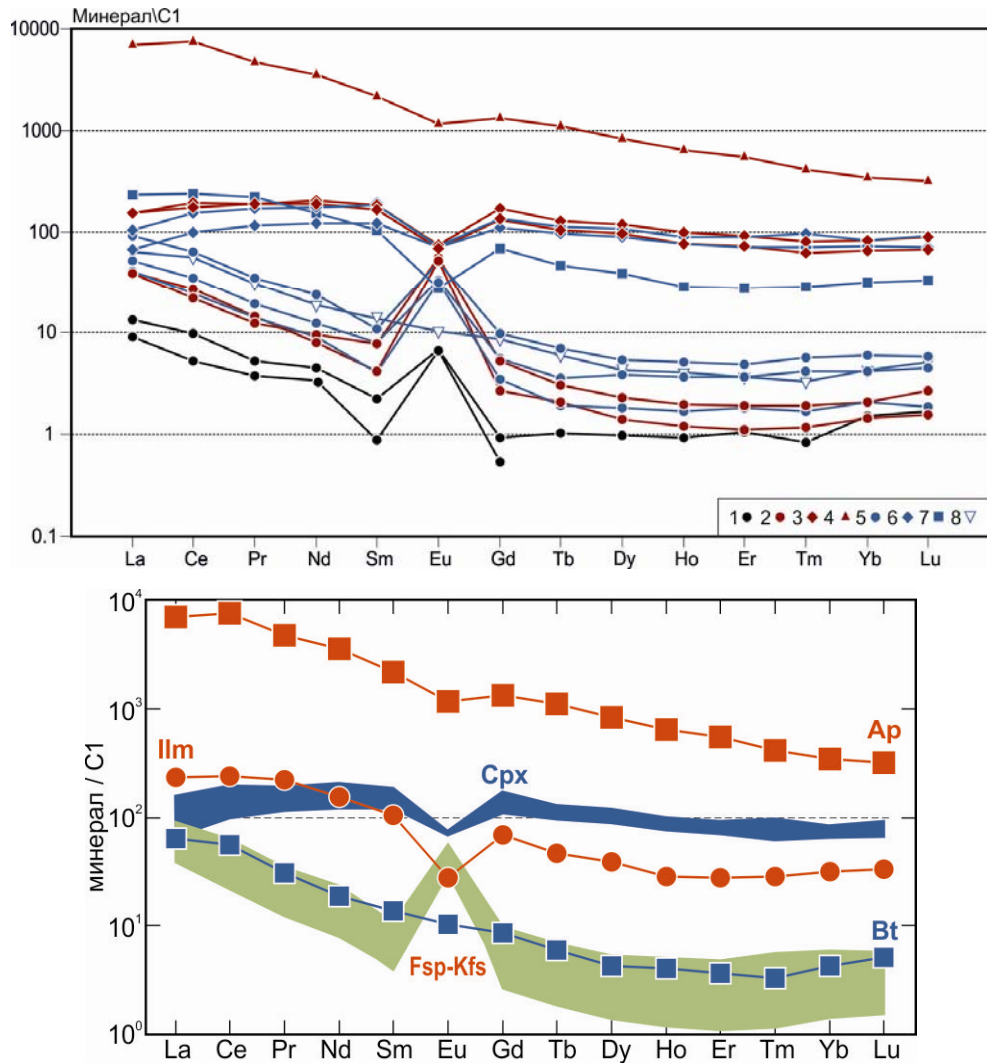 Минерал\C1
10000
1000
100
10
1
0.1
1 2 3 4 5 6 7 8
La Ce Pr Nd Sm Eu Gd Tb Dy Ho Er Tm Yb Lu
минерал / C1
10⁴
10³
10²
10¹
10⁰
Ilm
Cpx
Ap
Fsp-Kfs
Bt
La Ce Pr Nd Sm Eu Gd Tb Dy Ho Er Tm Yb Lu